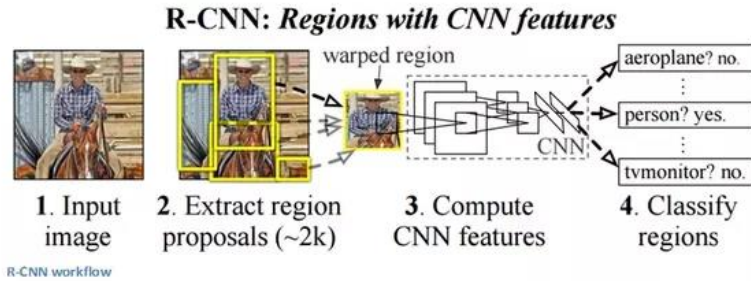 R-CNN: Regions with CNN features
warped region
aeroplane? no.
person? yes.
CNN
tvmonitor? no.
1. Input
image
2. Extract region
proposals (~2k)
3. Compute
CNN features
4. Classify
regions
R-CNN workflow